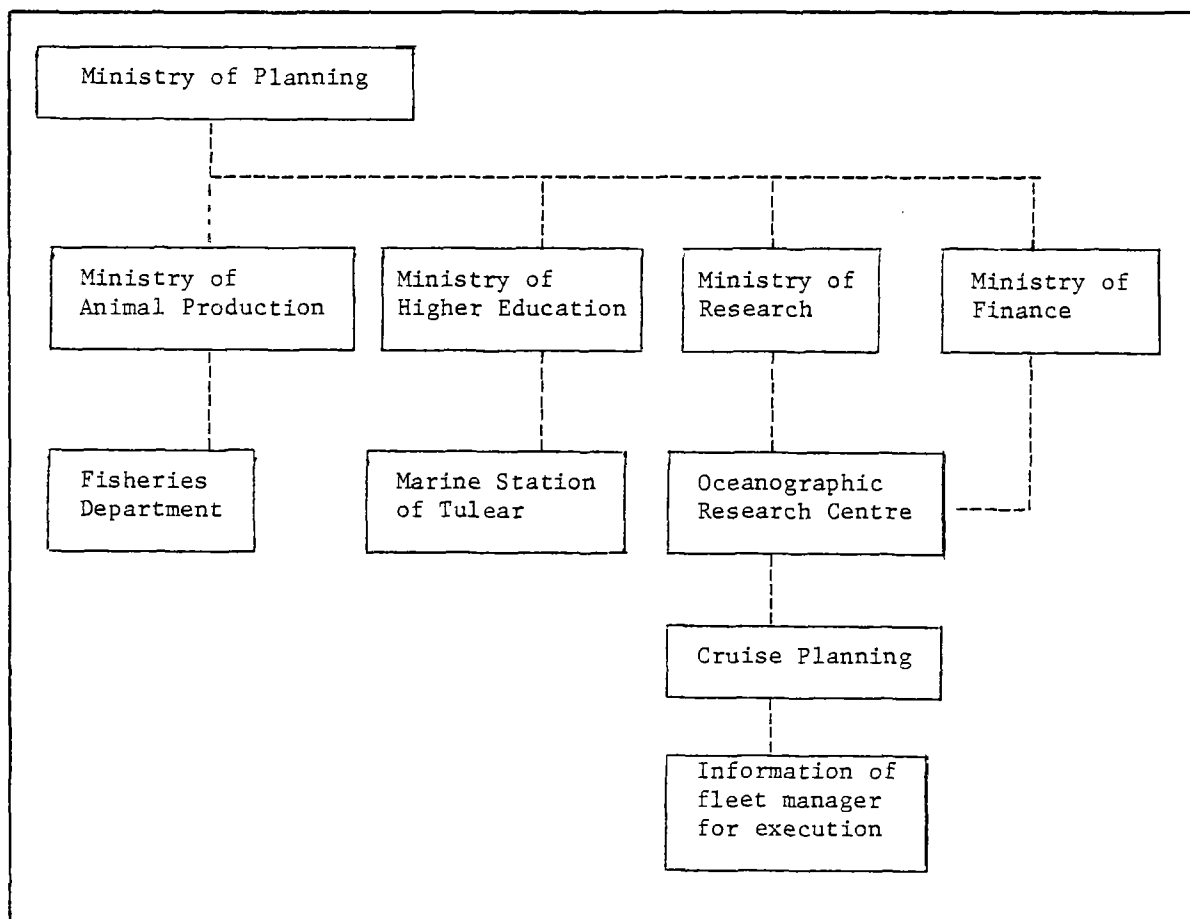 Ministry of Planning
Ministry of
Animal Production
Ministry of
Higher Education
Ministry of
Research
Ministry of
Finance
Fisheries
Department
Marine Station
of Tulear
Oceanographic
Research Centre
Cruise Planning
Information of
fleet manager
for execution